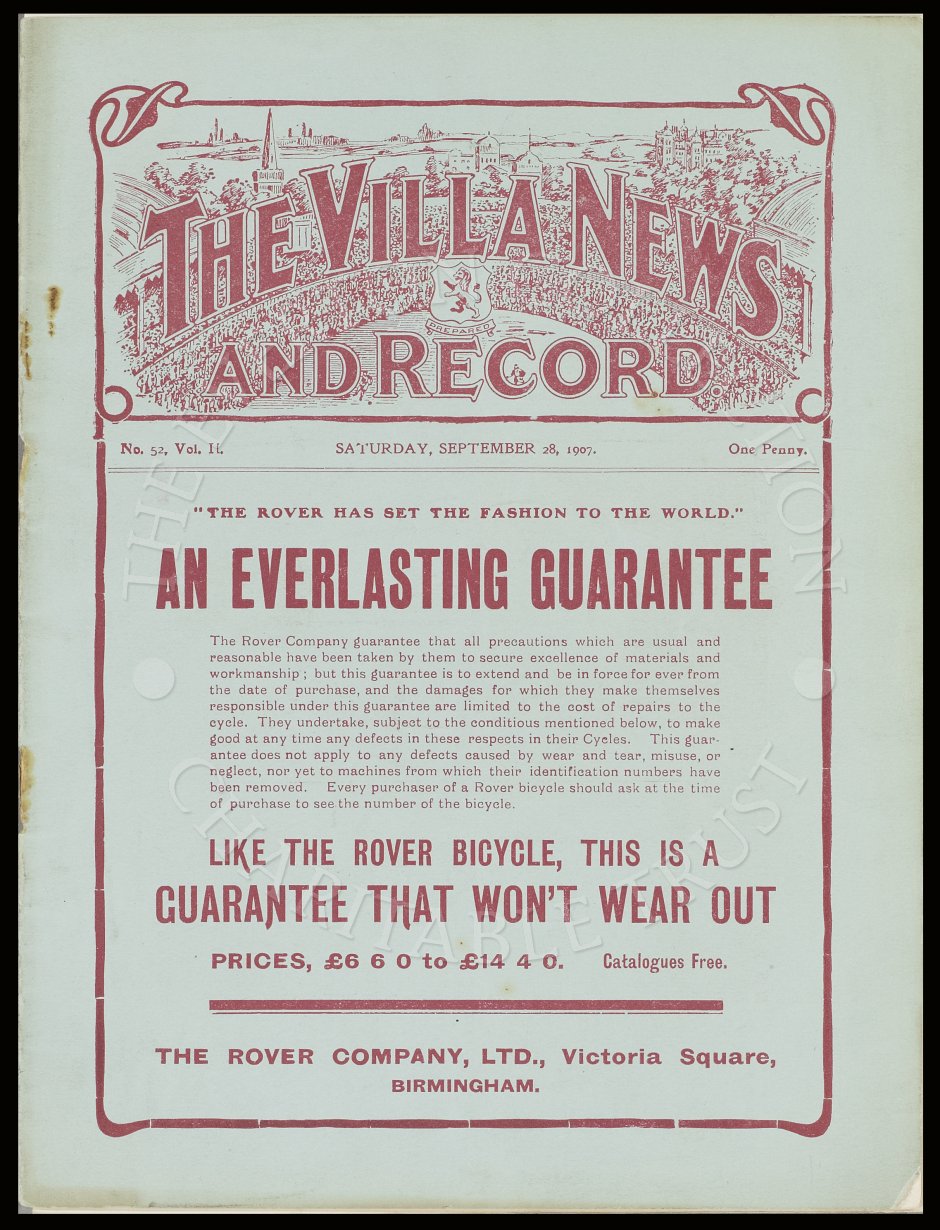 THE VILLA NEWS
PREPARED
AND RECORD.
No. 52, Vol. II. SATURDAY, SEPTEMBER 28, 1907. One Penny.
"THE ROVER HAS SET THE FASHION TO THE WORLD."
AN EVERLASTING GUARANTEE
The Rover Company guarantee that all precautions which are usual and
reasonable have been taken by them to secure excellence of materials and
workmanship; but this guarantee is to extend and be in force for ever from
the date of purchase, and the damages for which they make themselves
responsible under this guarantee are limited to the cost of repairs to the
cycle. They undertake, subject to the conditious mentioned below, to make
good at any time any defects in these respects in their Cycles. This guar-
antee does not apply to any defects caused by wear and tear, misuse, or
neglect, nor yet to machines from which their identification numbers have
been removed. Every purchaser of a Rover bicycle should ask at the time
of purchase to see the number of the bicycle.
LIKE THE ROVER BICYCLE, THIS IS A
GUARANTEE THAT WON'T WEAR OUT
PRICES, £6 6 0 to £14 4 0. Catalogues Free.
THE ROVER COMPANY, LTD., Victoria Square,
BIRMINGHAM.
THE
CHARITABLE TRUST